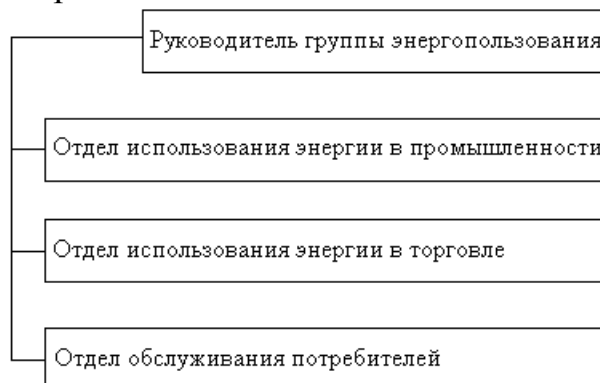 Руководитель группы энергопользования
Отдел использования энергии в промышленности
Отдел использования энергии в торговле
Отдел обслуживания потребителей